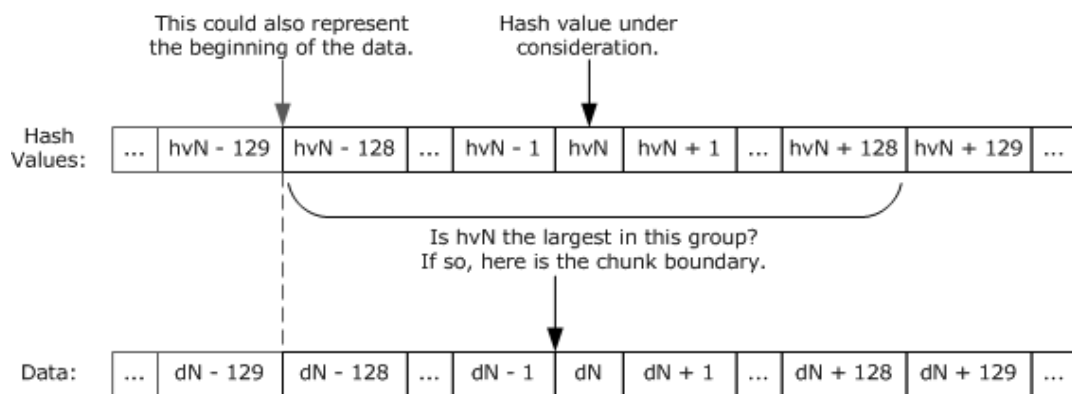 This could also represent
the beginning of the data.
Hash value under
consideration.
Hash
Values:
... hvN - 129 hvN - 128 ... hvN - 1 hvN hvN + 1 ... hvN + 128 hvN + 129 ...
Is hvN the largest in this group?
If so, here is the chunk boundary.
Data: ... dN - 129 dN - 128 ... dN - 1 dN dN + 1 ... dN + 128 dN + 129 ...